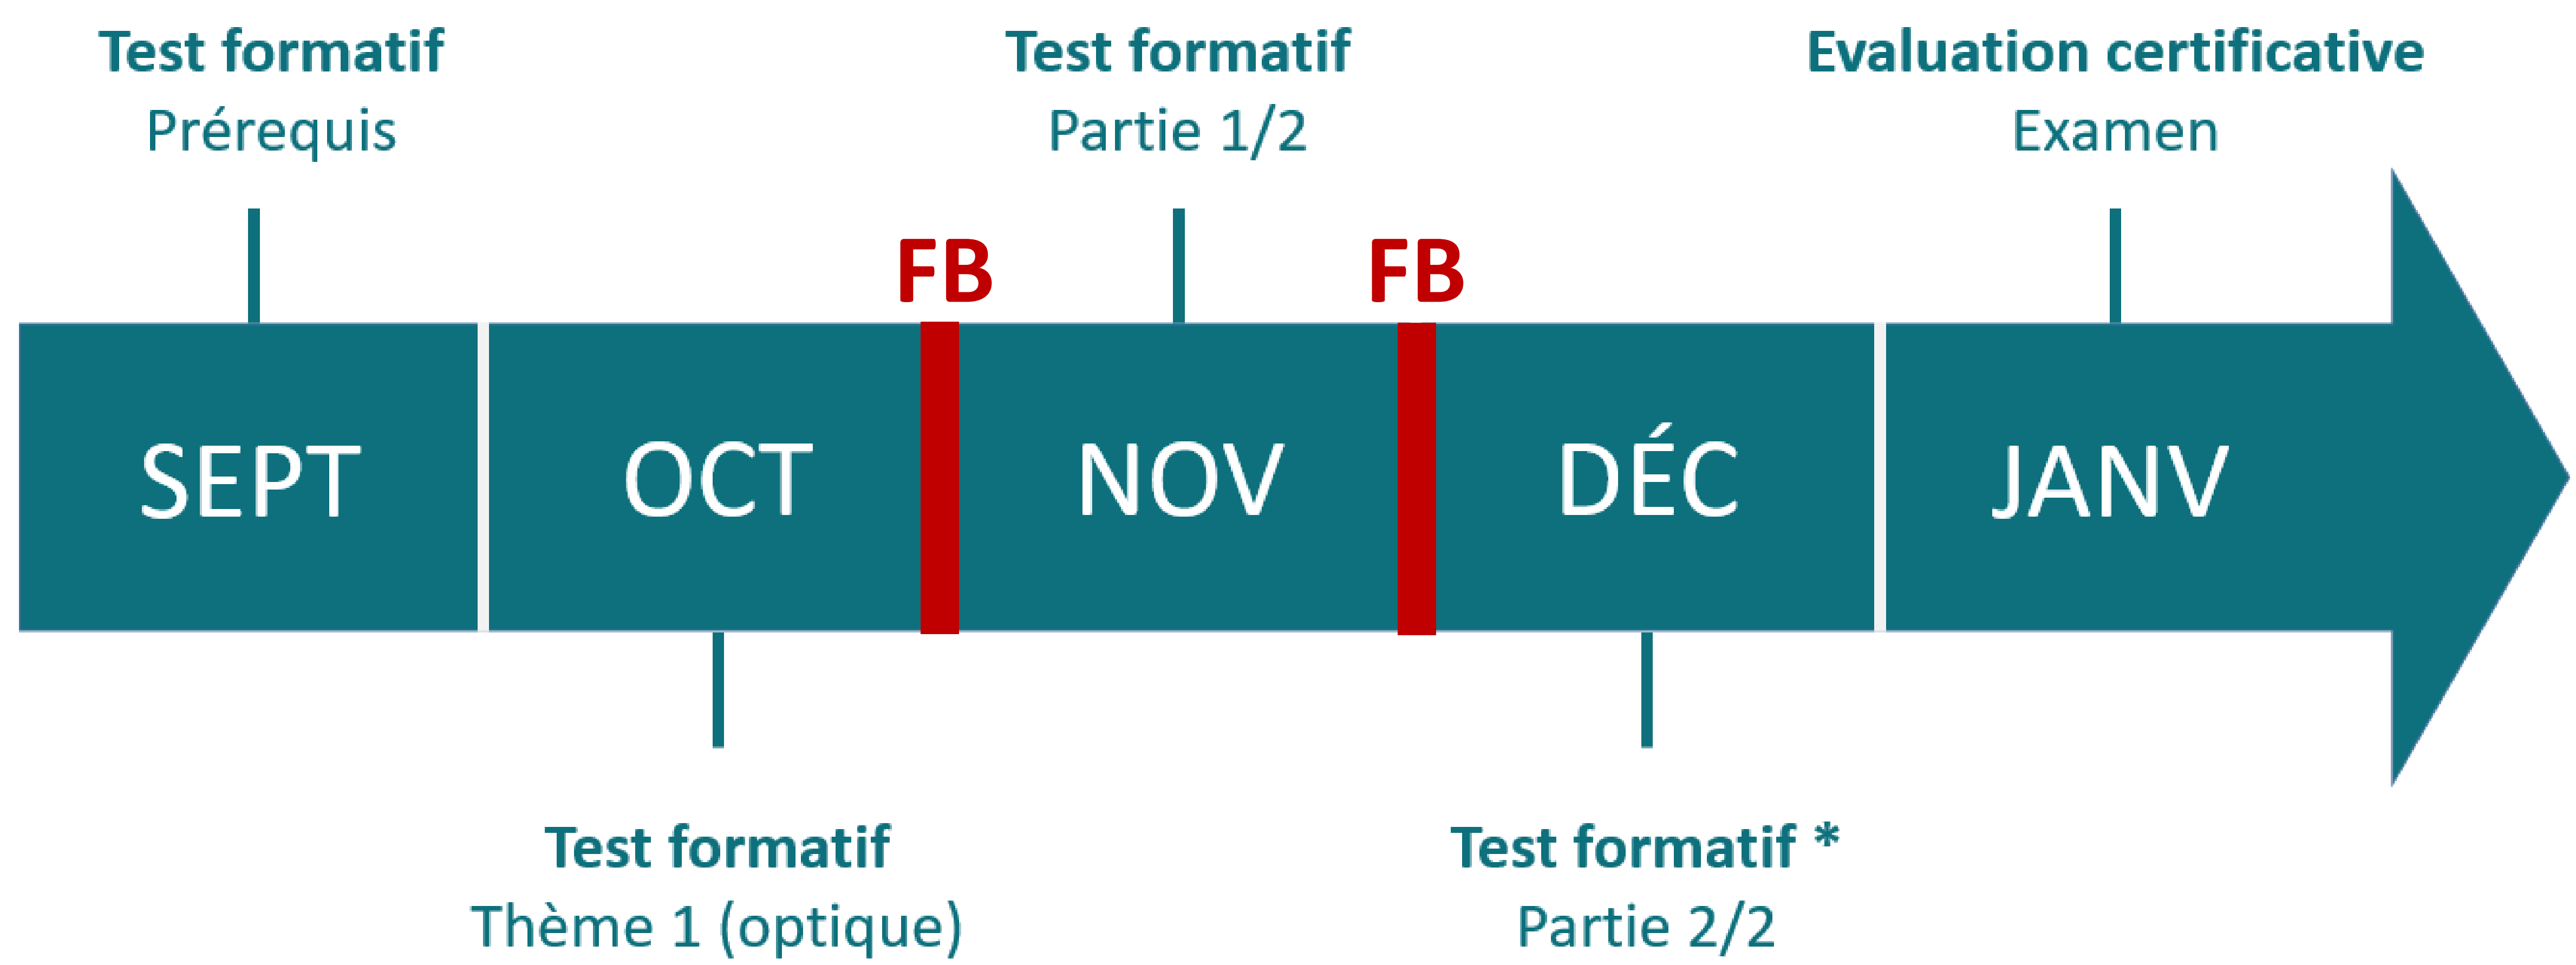 Test formatif
Prérequis
Test formatif
Partie 1/2
Evaluation certificative
Examen
FB
FB
SEPT
OCT
NOV
DÉC
JANV
Test formatif
Thème 1 (optique)
Test formatif *
Partie 2/2